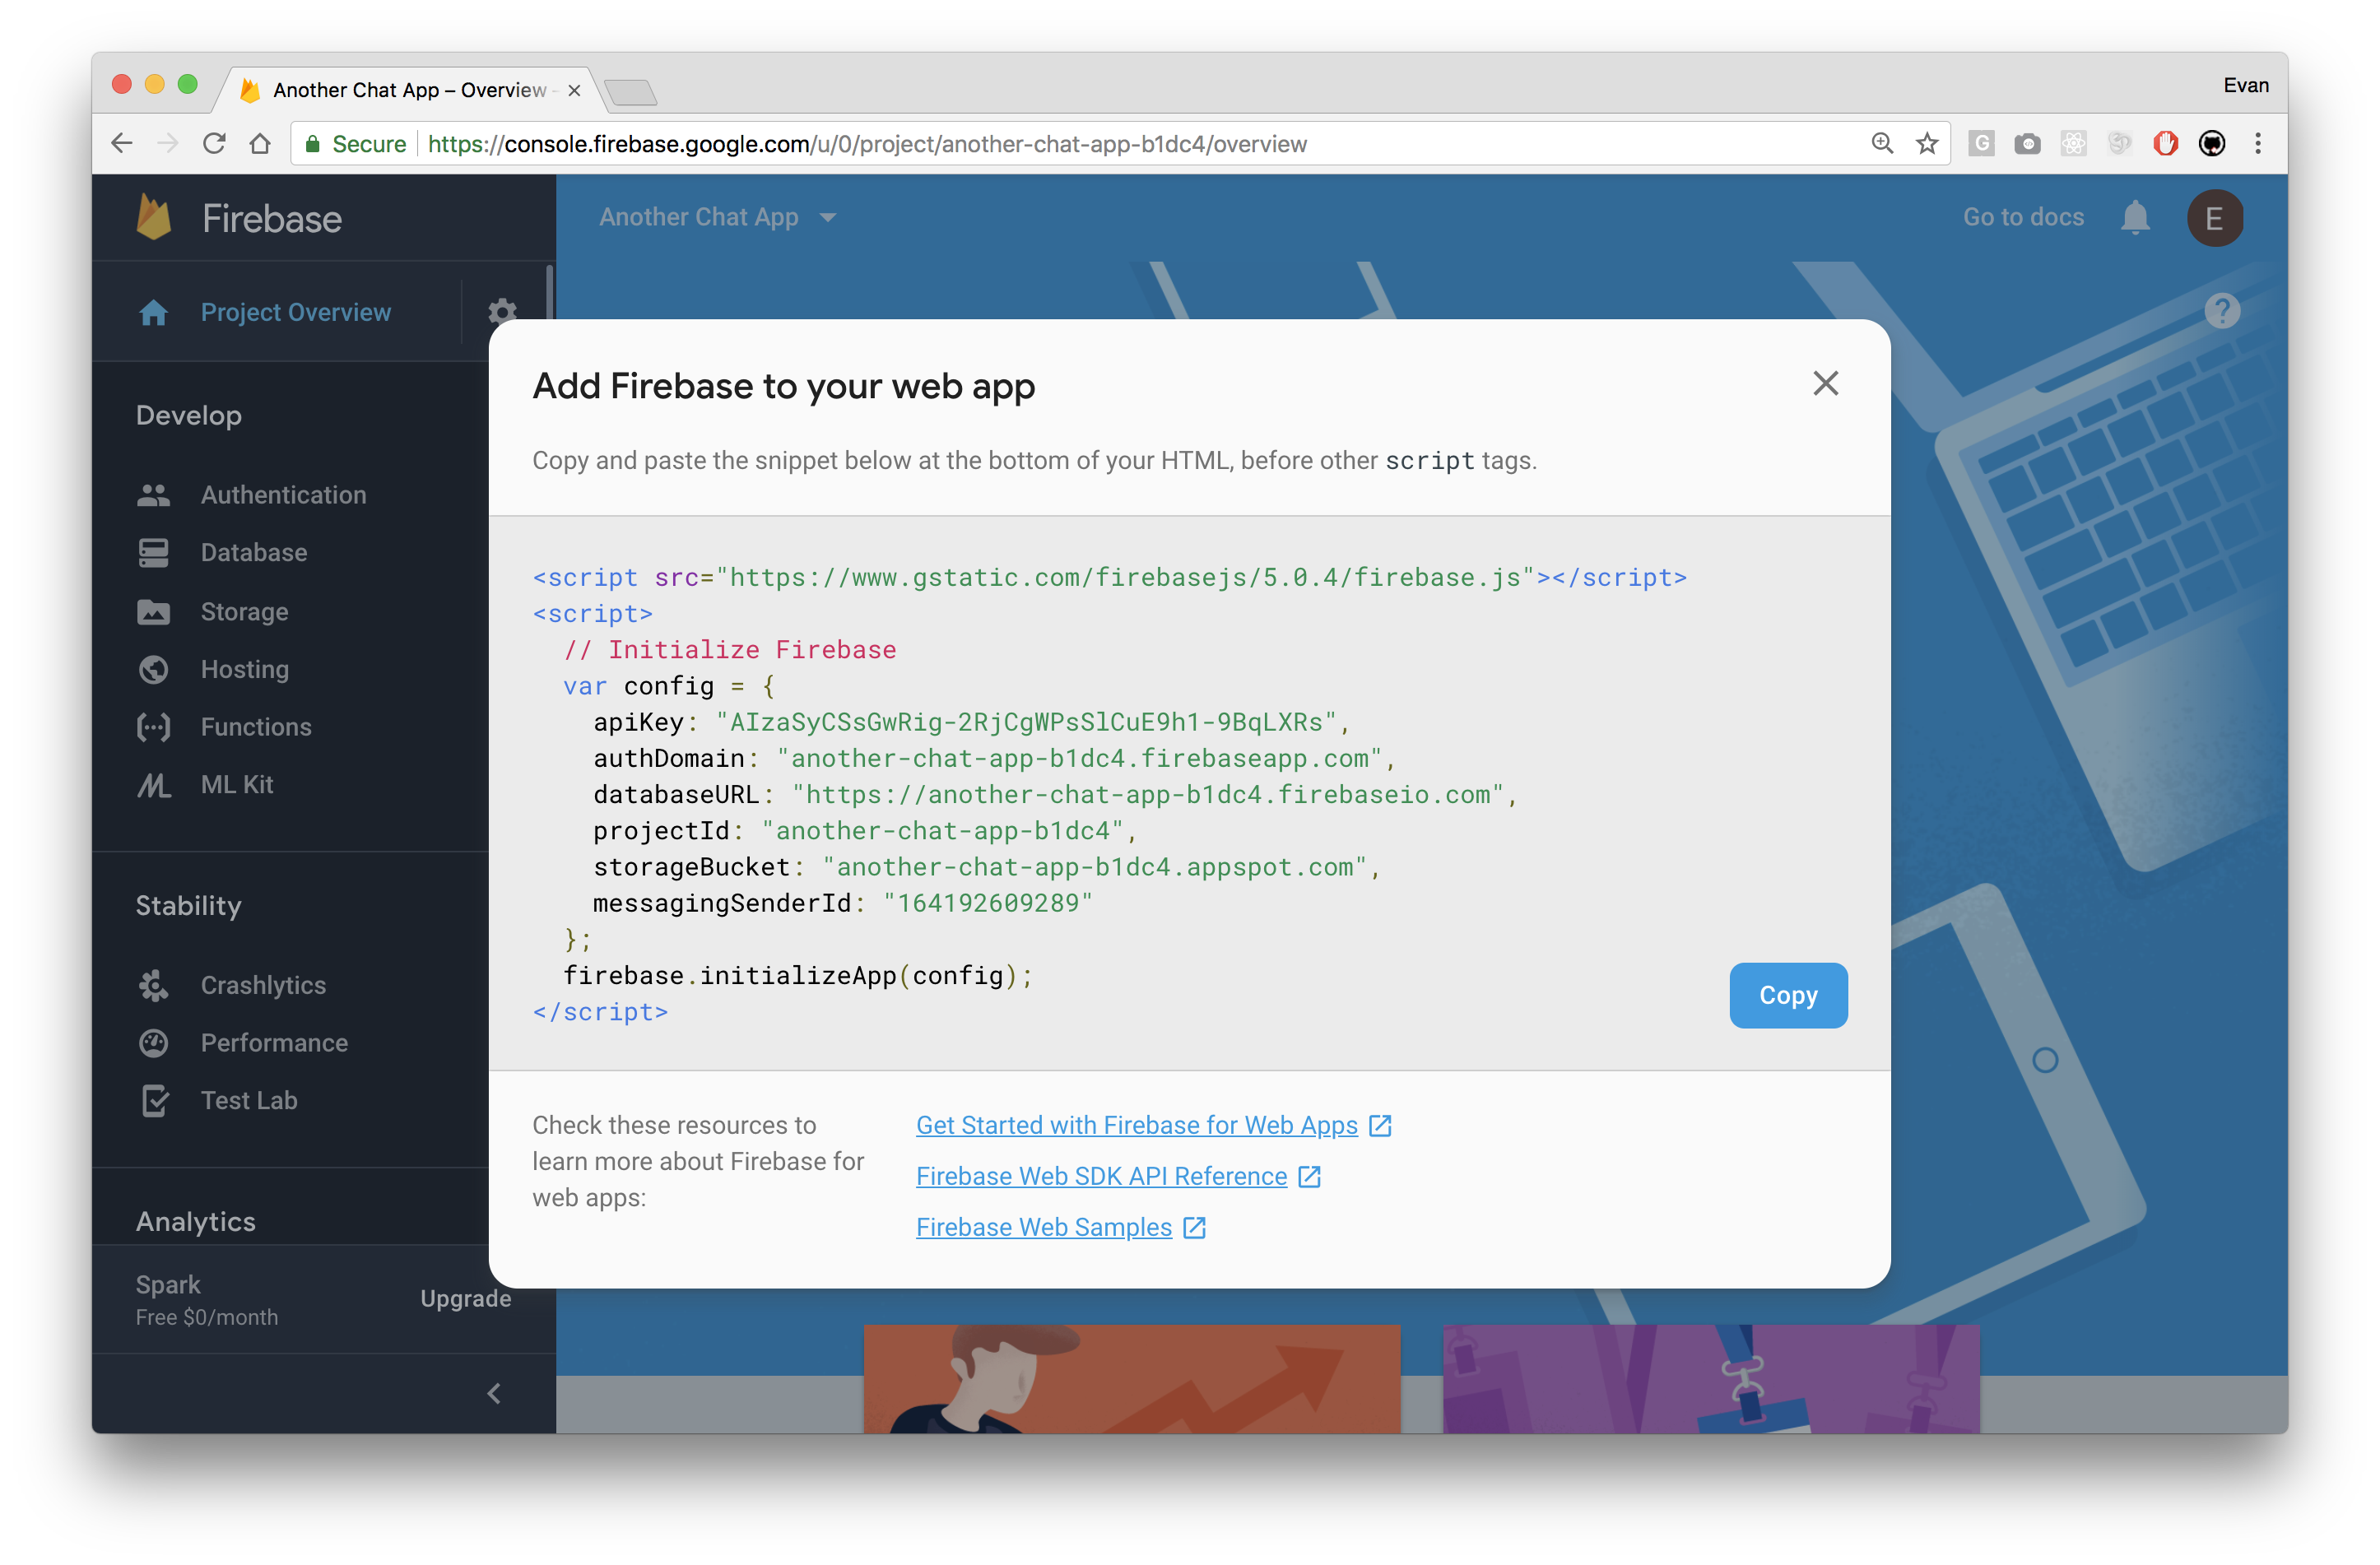 Another Chat App – Overview -
Evan
Secure https://console.firebase.google.com/u/0/project/another-chat-app-b1dc4/overview
Firebase
Another Chat App
Go to docs
E
Project Overview
?
Develop
Authentication
Database
Storage
Hosting
Functions
ML Kit
Stability
Crashlytics
Performance
Test Lab
Analytics
Spark
Free $0/month
Upgrade
Add Firebase to your web app
Copy and paste the snippet below at the bottom of your HTML, before other script tags.
<script src="https://www.gstatic.com/firebasejs/5.0.4/firebase.js"></script>
<script>
// Initialize Firebase
var config = {
apiKey: "AIzaSyCSsGwRig-2RjCgWPsSlCuE9h1-9BqLXRs",
authDomain: "another-chat-app-b1dc4.firebaseapp.com",
databaseURL: "https://another-chat-app-b1dc4.firebaseio.com",
projectId: "another-chat-app-b1dc4",
storageBucket: "another-chat-app-b1dc4.appspot.com",
messagingSenderId: "164192609289"
};
firebase.initializeApp(config);
</script>
Copy
Check these resources to
learn more about Firebase for
web apps:
Get Started with Firebase for Web Apps
Firebase Web SDK API Reference
Firebase Web Samples